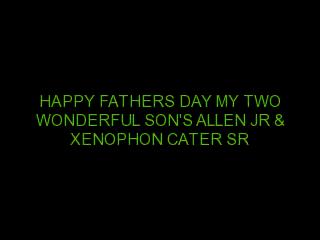 HAPPY FATHERS DAY MY TWO
WONDERFUL SON'S ALLEN JR &
XENOPHON CATER SR